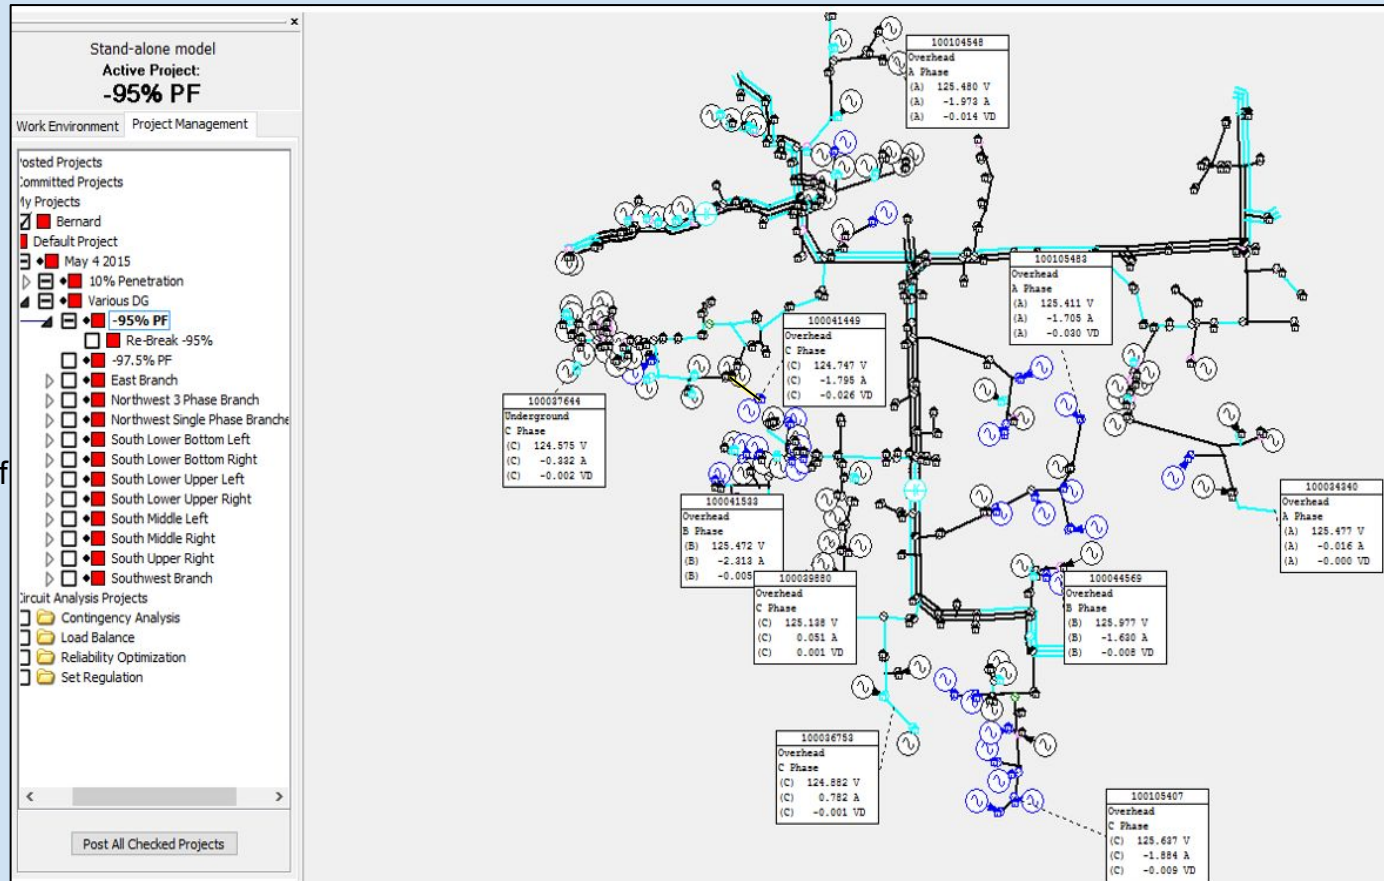 x
Stand-alone model
Active Project:
-95% PF
Work Environment
Project Management
Posted Projects
Committed Projects
My Projects
Bernard
Default Project
May 4 2015
10% Penetration
Various DG
-95% PF
Re-Break -95%
-97.5% PF
East Branch
Northwest 3 Phase Branch
Northwest Single Phase Branche
South Lower Bottom Left
South Lower Bottom Right
South Lower Upper Left
South Lower Upper Right
South Middle Left
South Middle Right
South Upper Right
Southwest Branch
Circuit Analysis Projects
Contingency Analysis
Load Balance
Reliability Optimization
Set Regulation
Post All Checked Projects
f
100104548
Overhead
A Phase
(A) 125.480 V
(A) -1.973 A
(A) -0.014 VD
100105483
Overhead
A Phase
(A) 125.411 V
(A) -1.705 A
(A) -0.030 VD
100041449
Overhead
C Phase
(C) 124.747 V
(C) -1.795 A
(C) -0.026 VD
100037644
Underground
C Phase
(C) 124.575 V
(C) -0.332 A
(C) -0.002 VD
100041533
Overhead
B Phase
(B) 125.472 V
(B) -2.313 A
(B) -0.005
100034340
Overhead
A Phase
(A) 125.477 V
(A) -0.016 A
(A) -0.000 VD
100039880
Overhead
C Phase
(C) 125.138 V
(C) 0.051 A
(C) 0.001 VD
100044569
Overhead
B Phase
(B) 125.977 V
(B) -1.630 A
(B) -0.008 VD
100036753
Overhead
C Phase
(C) 124.882 V
(C) 0.782 A
(C) -0.001 VD
100105407
Overhead
C Phase
(C) 125.637 V
(C) -1.884 A
(C) -0.009 VD